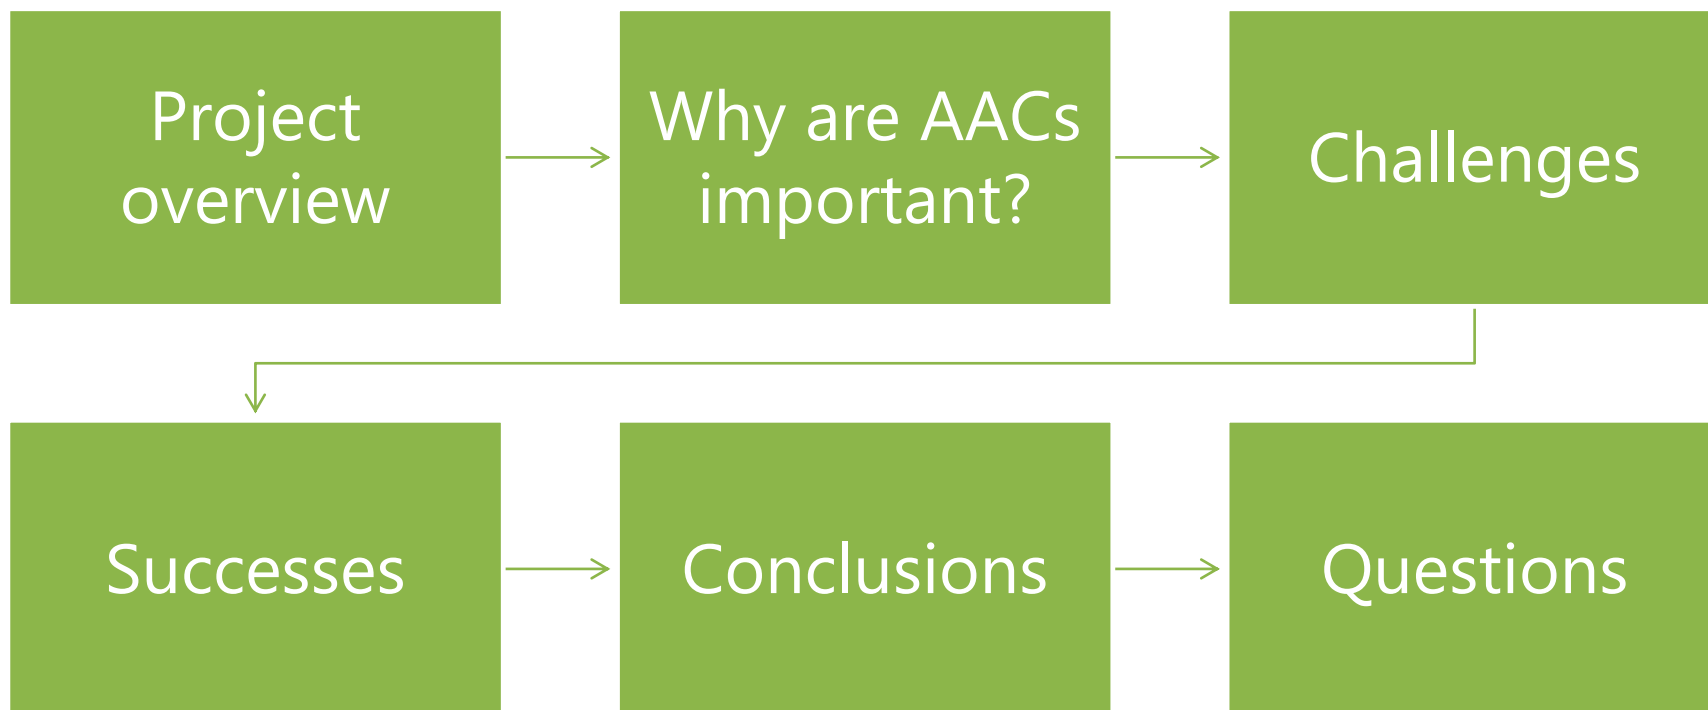 Project
overview
Why are AACs
important?
Challenges
Successes
Conclusions
Questions